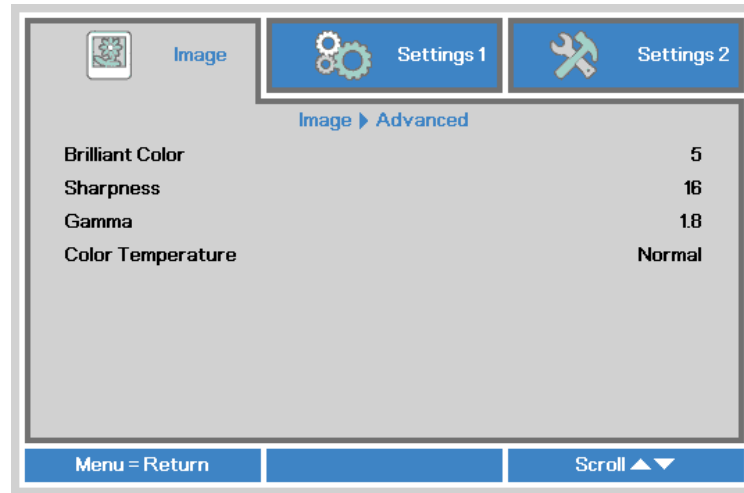 Image
Settings 1
Settings 2
Image ▶ Advanced
Brilliant Color 5
Sharpness 16
Gamma 1.8
Color Temperature Normal
Menu = Return
Scroll ▲▼